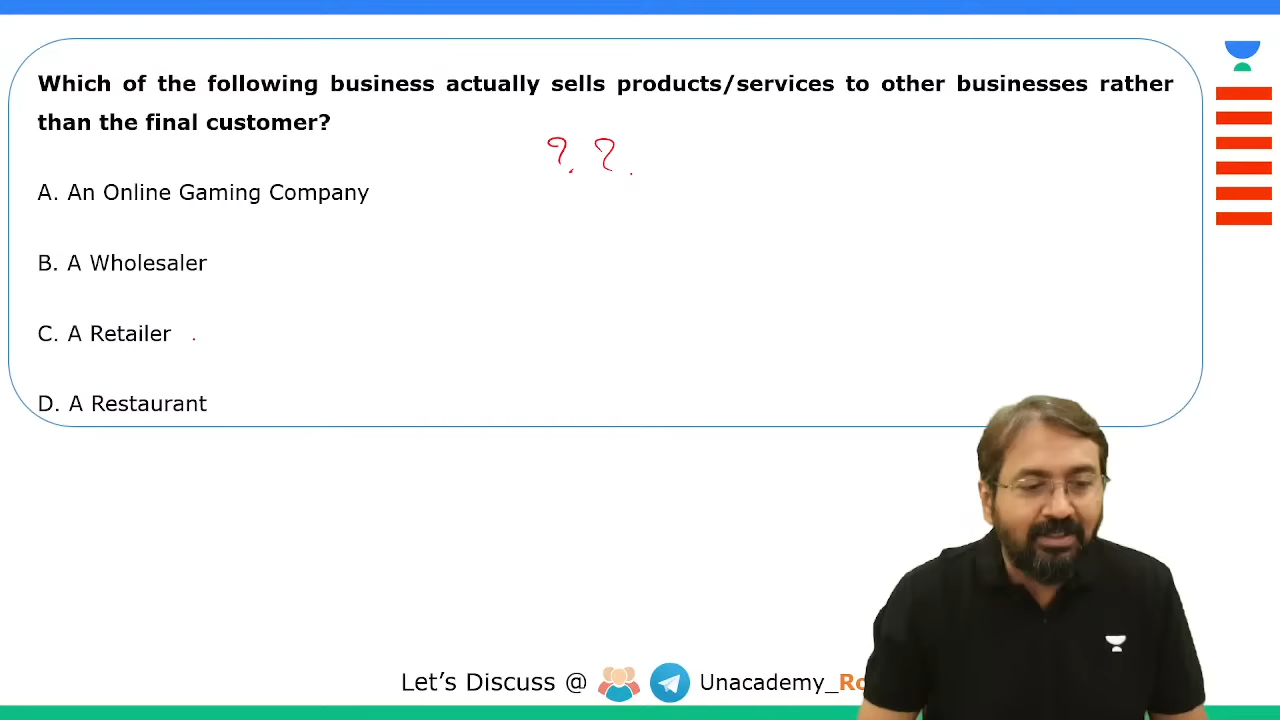 Which of the following business actually sells products/services to other businesses rather
than the final customer?
? ?
A. An Online Gaming Company
B. A Wholesaler
C. A Retailer
D. A Restaurant
Let’s Discuss @ Unacademy_Ro